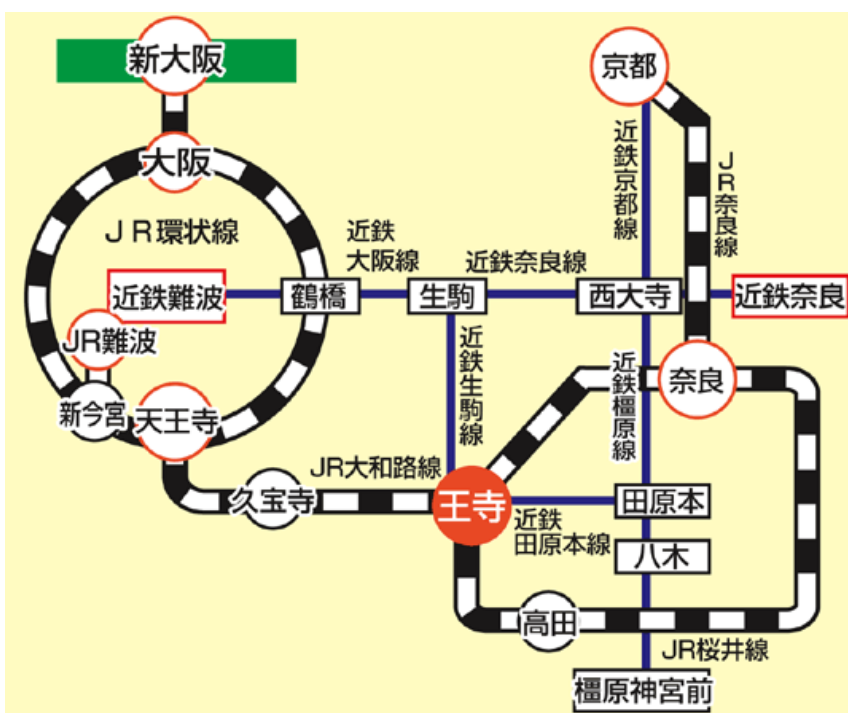 新大阪
京都
大阪
近鉄京都線
JR奈良線
JR環状線
近鉄
大阪線
近鉄奈良線
近鉄難波
鶴橋
生駒
西大寺
近鉄奈良
JR難波
近鉄生駒線
近鉄橿原線
奈良
新今宮
天王寺
JR大和路線
久宝寺
王寺
田原本
近鉄
田原本線
八木
高田
JR桜井線
橿原神宮前